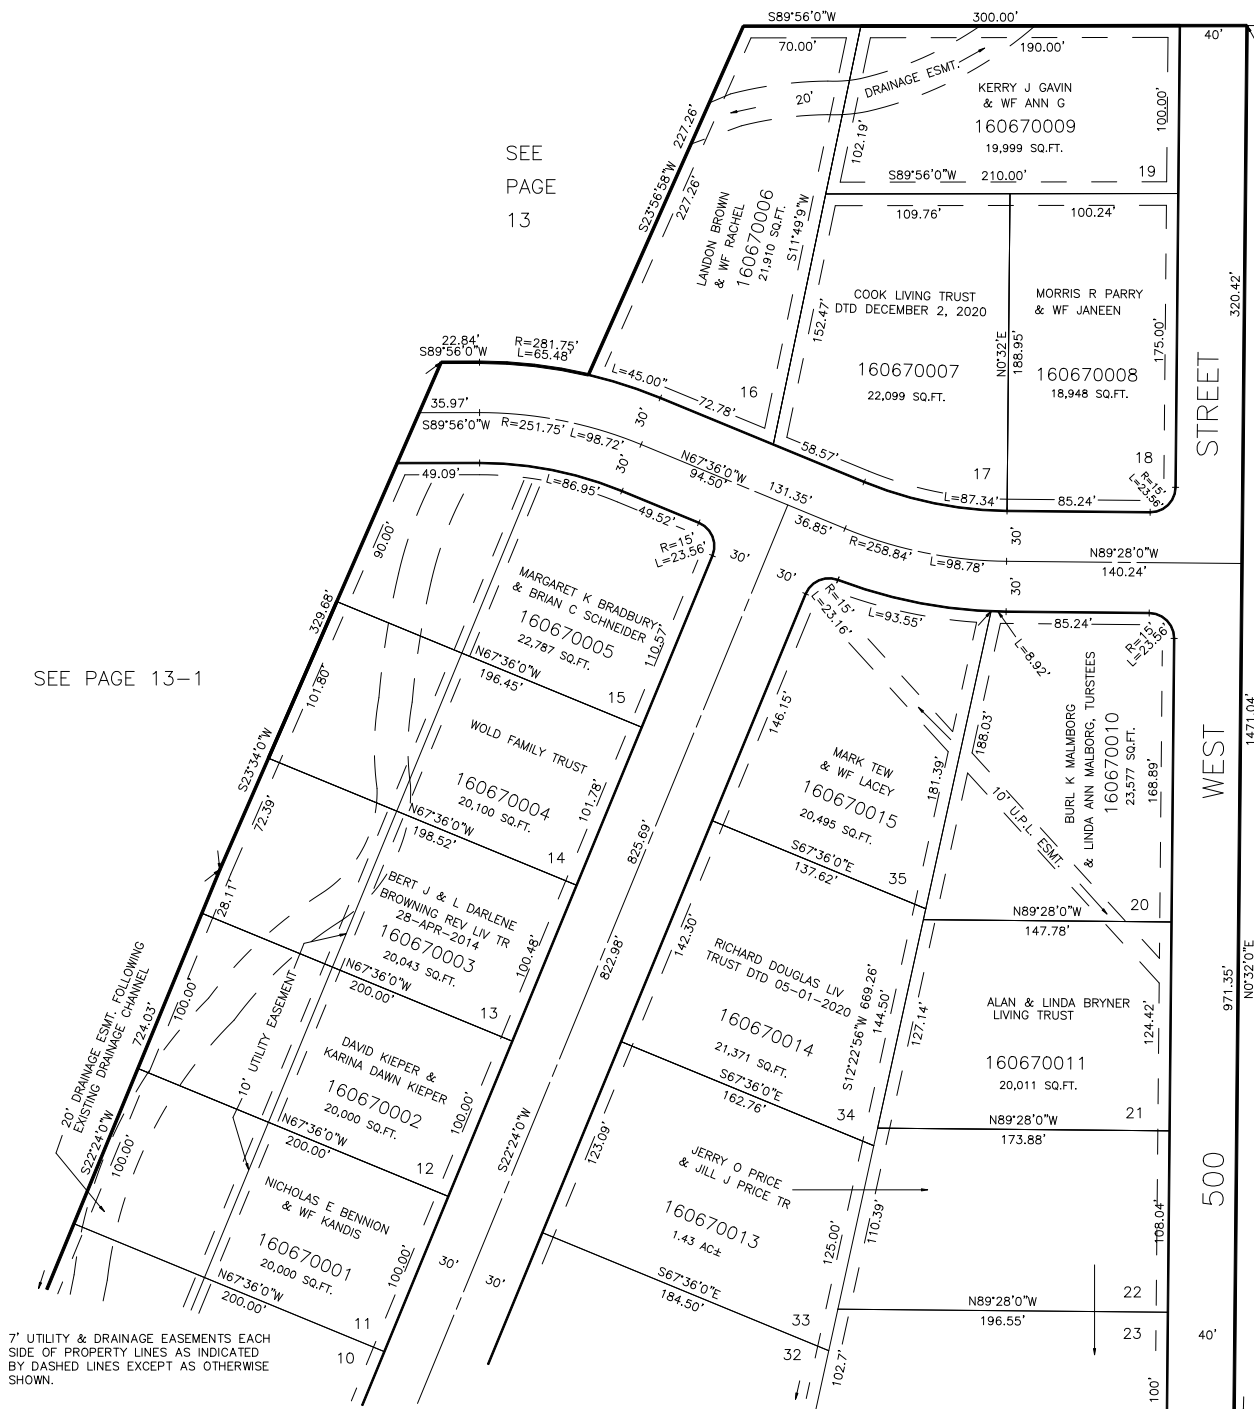 S89°56'0"W
300.00'
40'
70.00'
190.00'
DRAINAGE ESMT.
20'
KERRY J GAVIN
& WF ANN G
160670009
19,999 SQ.FT.
100.00'
102.19'
S89°56'0"W
210.00'
19
227.26'
S23°56'58"W
227.26'
SEE
PAGE
13
LANDON BROWN
& WF RACHEL
160670006
21,910 SQ.FT.
S11°49'9"W
16
109.76'
100.24'
COOK LIVING TRUST
DTD DECEMBER 2, 2020
160670007
22,099 SQ.FT.
152.47'
N0°32'E
188.95'
17
MORRIS R PARRY
& WF JANEEN
160670008
18,948 SQ.FT.
175.00'
18
R=15'
L=23.56'
320.42'
STREET
22.84'
S89°56'0"W
R=281.75'
L=65.48'
L=45.00"
72.78'
58.57'
L=87.34'
85.24'
35.97'
S89°56'0"W
R=251.75'
L=98.72'
30'
30'
N67°36'0"W
94.50'
131.35'
36.85'
R=258.84'
L=98.78'
30'
30'
N89°28'0"W
140.24'
49.09'
L=86.95'
49.52'
R=15'
L=23.56'
30'
30'
90.00'
MARGARET K BRADBURY;
& BRIAN C SCHNEIDER
160670005
22,787 SQ.FT.
110.57'
N67°36'0"W
196.45'
15
329.68'
SEE PAGE 13-1
101.80'
WOLD FAMILY TRUST
160670004
20,100 SQ.FT.
101.78'
N67°36'0"W
198.52'
14
S23°34'0"W
72.39'
28.11'
BERT J & L DARLENE
BROWNING REV LIV TR
28-APR-2014
160670003
20,043 SQ.FT.
100.48'
N67°36'0"W
200.00'
13
20' DRAINAGE ESMT. FOLLOWING
EXISTING DRAINAGE CHANNEL
724.03'
100.00'
10' UTILITY EASEMENT
DAVID KIEPER &
KARINA DAWN KIEPER
160670002
20,000 SQ.FT.
100.00'
N67°36'0"W
200.00'
12
S22°24'0"W
100.00'
NICHOLAS E BENNION
& WF KANDIS
160670001
20,000 SQ.FT.
100.00'
N67°36'0"W
200.00'
11
10
7' UTILITY & DRAINAGE EASEMENTS EACH
SIDE OF PROPERTY LINES AS INDICATED
BY DASHED LINES EXCEPT AS OTHERWISE
SHOWN.
825.69'
822.98'
S22°24'0"W
30'
30'
R=15'
L=23.16'
L=93.55'
146.15'
MARK TEW
& WF LACEY
160670015
20,495 SQ.FT.
181.39'
188.03'
S67°36'0"E
137.62'
35
L=8.92'
85.24'
R=15'
L=23.56'
BURL K MALMBORG
& LINDA ANN MALBORG, TURSTEES
160670010
23,577 SQ.FT.
168.89'
10' U.P.L. ESMT.
20
N89°28'0"W
147.78'
142.30'
RICHARD DOUGLAS LIV
TRUST DTD 05-01-2020
160670014
21,371 SQ.FT.
S12°22'56"W 669.26'
144.50'
127.14'
S67°36'0"E
162.76'
34
ALAN & LINDA BRYNER
LIVING TRUST
160670011
20,011 SQ.FT.
124.42'
N89°28'0"W
173.88'
21
123.09'
JERRY O PRICE
& JILL J PRICE TR
160670013
1.43 AC±
125.00'
110.39'
108.04'
S67°36'0"E
184.50'
33
32
102.7'
22
N89°28'0"W
196.55'
23
100'
40'
WEST
500
1471.04'
971.35'
N0°32'0"E